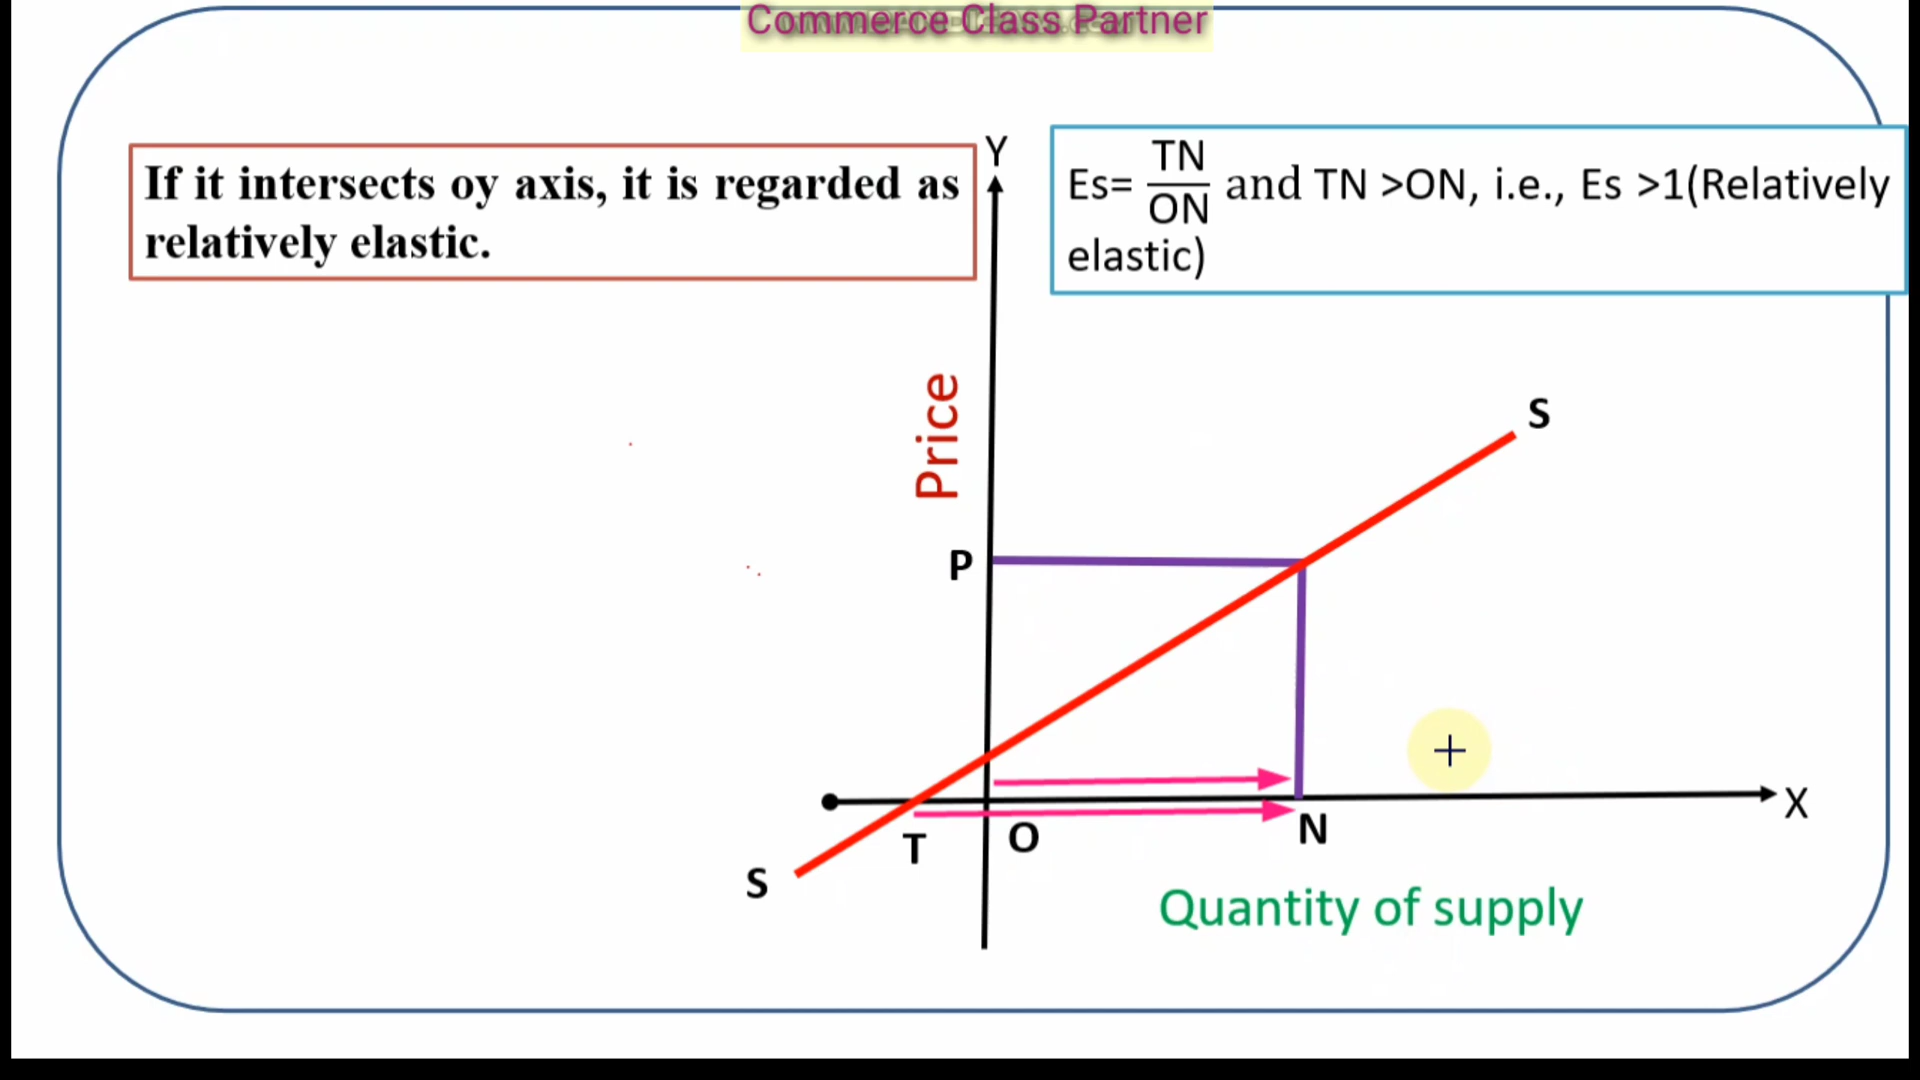 Commerce Class Partner
If it intersects oy axis, it is regarded as
relatively elastic.
Y
Es= TN/ON and TN >ON, i.e., Es >1(Relatively
elastic)
Price
S
P
X
T
O
N
S
Quantity of supply